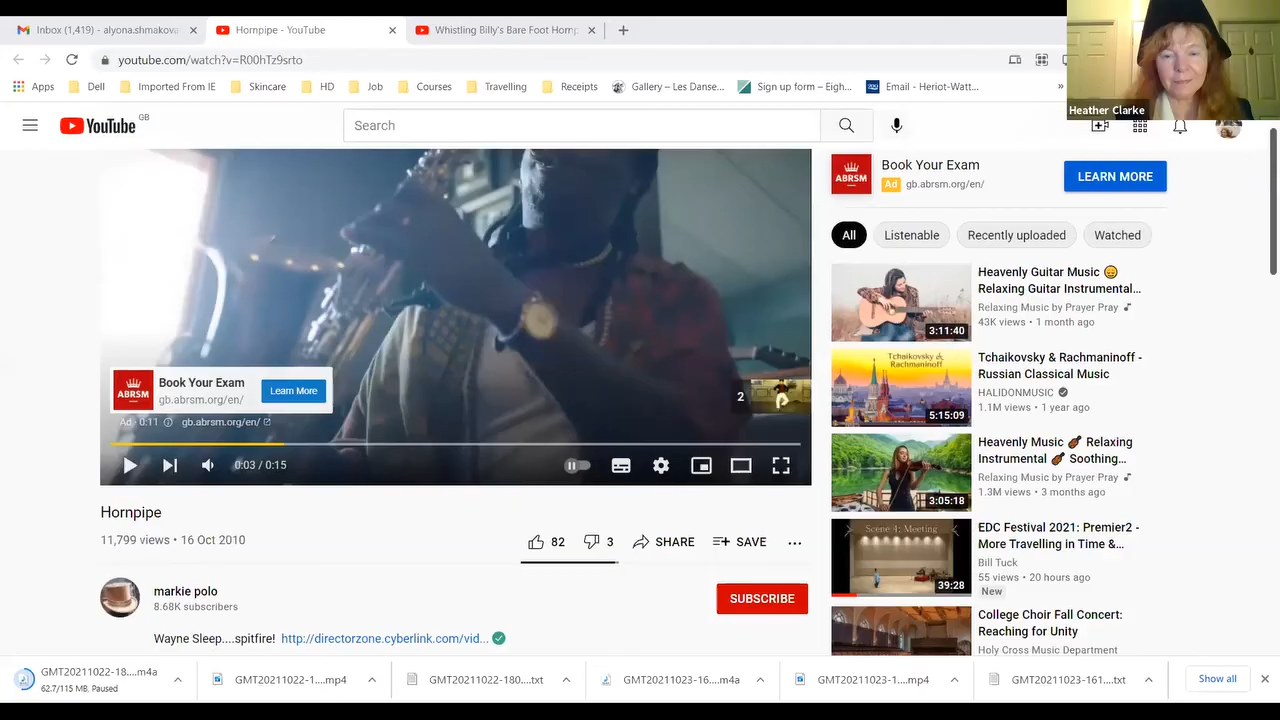 Inbox (1,419) - alyona.shmakova
Hornpipe - YouTube
Whistling Billy's Bare Foot Hornp
youtube.com/watch?v=R00hTz9srto
Apps
Dell
Imported From IE
Skincare
HD
Job
Courses
Travelling
Receipts
Gallery – Les Danse...
Sign up form – Eigh...
Email - Heriot-Watt...
»
Heather Clarke
YouTube GB
Search
ABRSM
Book Your Exam
Ad gb.abrsm.org/en/
LEARN MORE
All
Listenable
Recently uploaded
Watched
Heavenly Guitar Music 😌
Relaxing Guitar Instrumental...
Relaxing Music by Prayer Pray
43K views • 1 month ago
3:11:40
Tchaikovsky & Rachmaninoff
Tchaikovsky & Rachmaninoff -
Russian Classical Music
HALIDONMUSIC
1.1M views • 1 year ago
5:15:09
Heavenly Music 🎻 Relaxing
Instrumental 🎻 Soothing...
Relaxing Music by Prayer Pray
1.3M views • 3 months ago
3:05:18
Scene 4: Meeting
EDC Festival 2021: Premier2 -
More Travelling in Time &...
Bill Tuck
55 views • 20 hours ago
New
39:28
College Choir Fall Concert:
Reaching for Unity
Holy Cross Music Department
ABRSM
Book Your Exam
gb.abrsm.org/en/
Learn More
Ad · 0:11 gb.abrsm.org/en/
2
0:03 / 0:15
Hornpipe
11,799 views • 16 Oct 2010
82
3
SHARE
SAVE
markie polo
8.68K subscribers
SUBSCRIBE
Wayne Sleep....spitfire! http://directorzone.cyberlink.com/vid...
GMT20211022-18....m4a
62.7/115 MB, Paused
GMT20211022-1....mp4
GMT20211022-180....txt
GMT20211023-16....m4a
GMT20211023-1....mp4
GMT20211023-161....txt
Show all